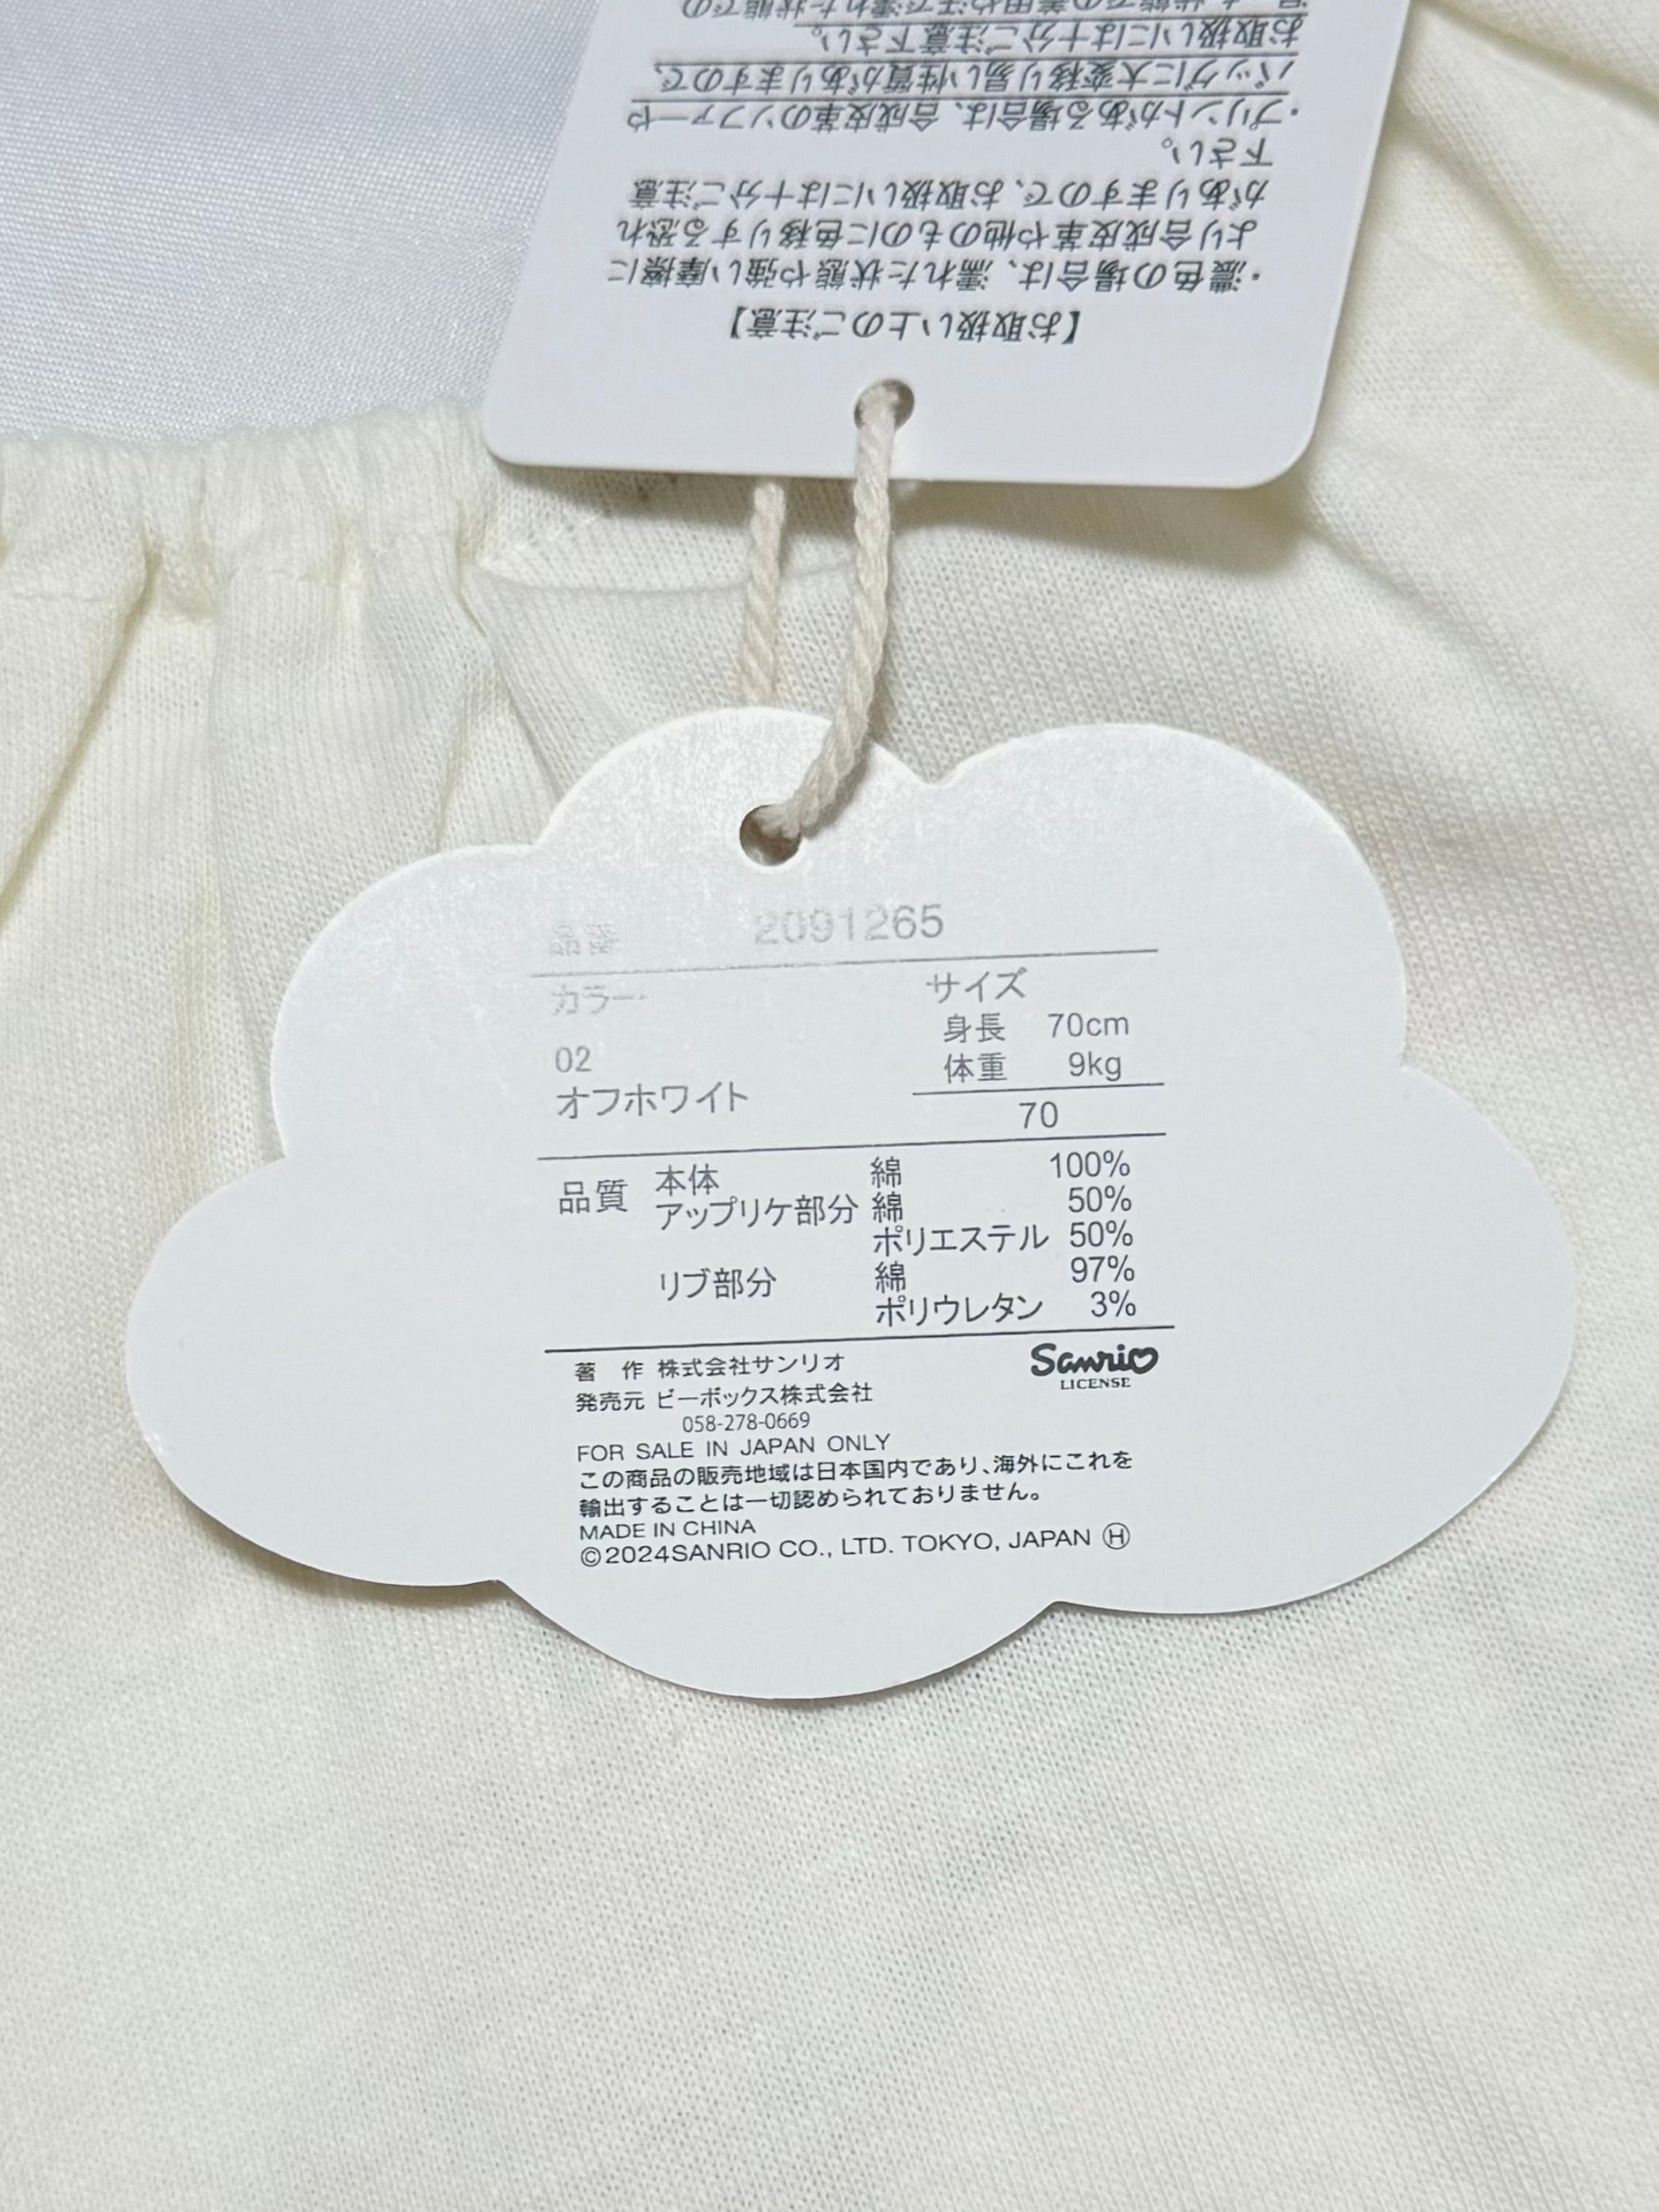 【お取扱い上のご注意】
・濃色の場合は、濡れた状態や強い摩擦に
より合成皮革や他のものに色移りする恐れ
がありますので、お取扱いには十分ご注意
下さい。
・プリントがある場合は、合成皮革のソファーや
バッグに大変移り易い性質がありますので、
お取扱いには十分ご注意下さい。
品番 2091265
カラー
サイズ
身長 70cm
体重 9kg
02
オフホワイト
70
品質 本体 綿 100%
アップリケ部分 綿 50%
ポリエステル 50%
リブ部分 綿 97%
ポリウレタン 3%
著 作 株式会社サンリオ
Sanrio
LICENSE
発売元 ビーボックス株式会社
058-278-0669
FOR SALE IN JAPAN ONLY
この商品の販売地域は日本国内であり、海外にこれを
輸出することは一切認められておりません。
MADE IN CHINA
©2024SANRIO CO., LTD. TOKYO, JAPAN Ⓗ